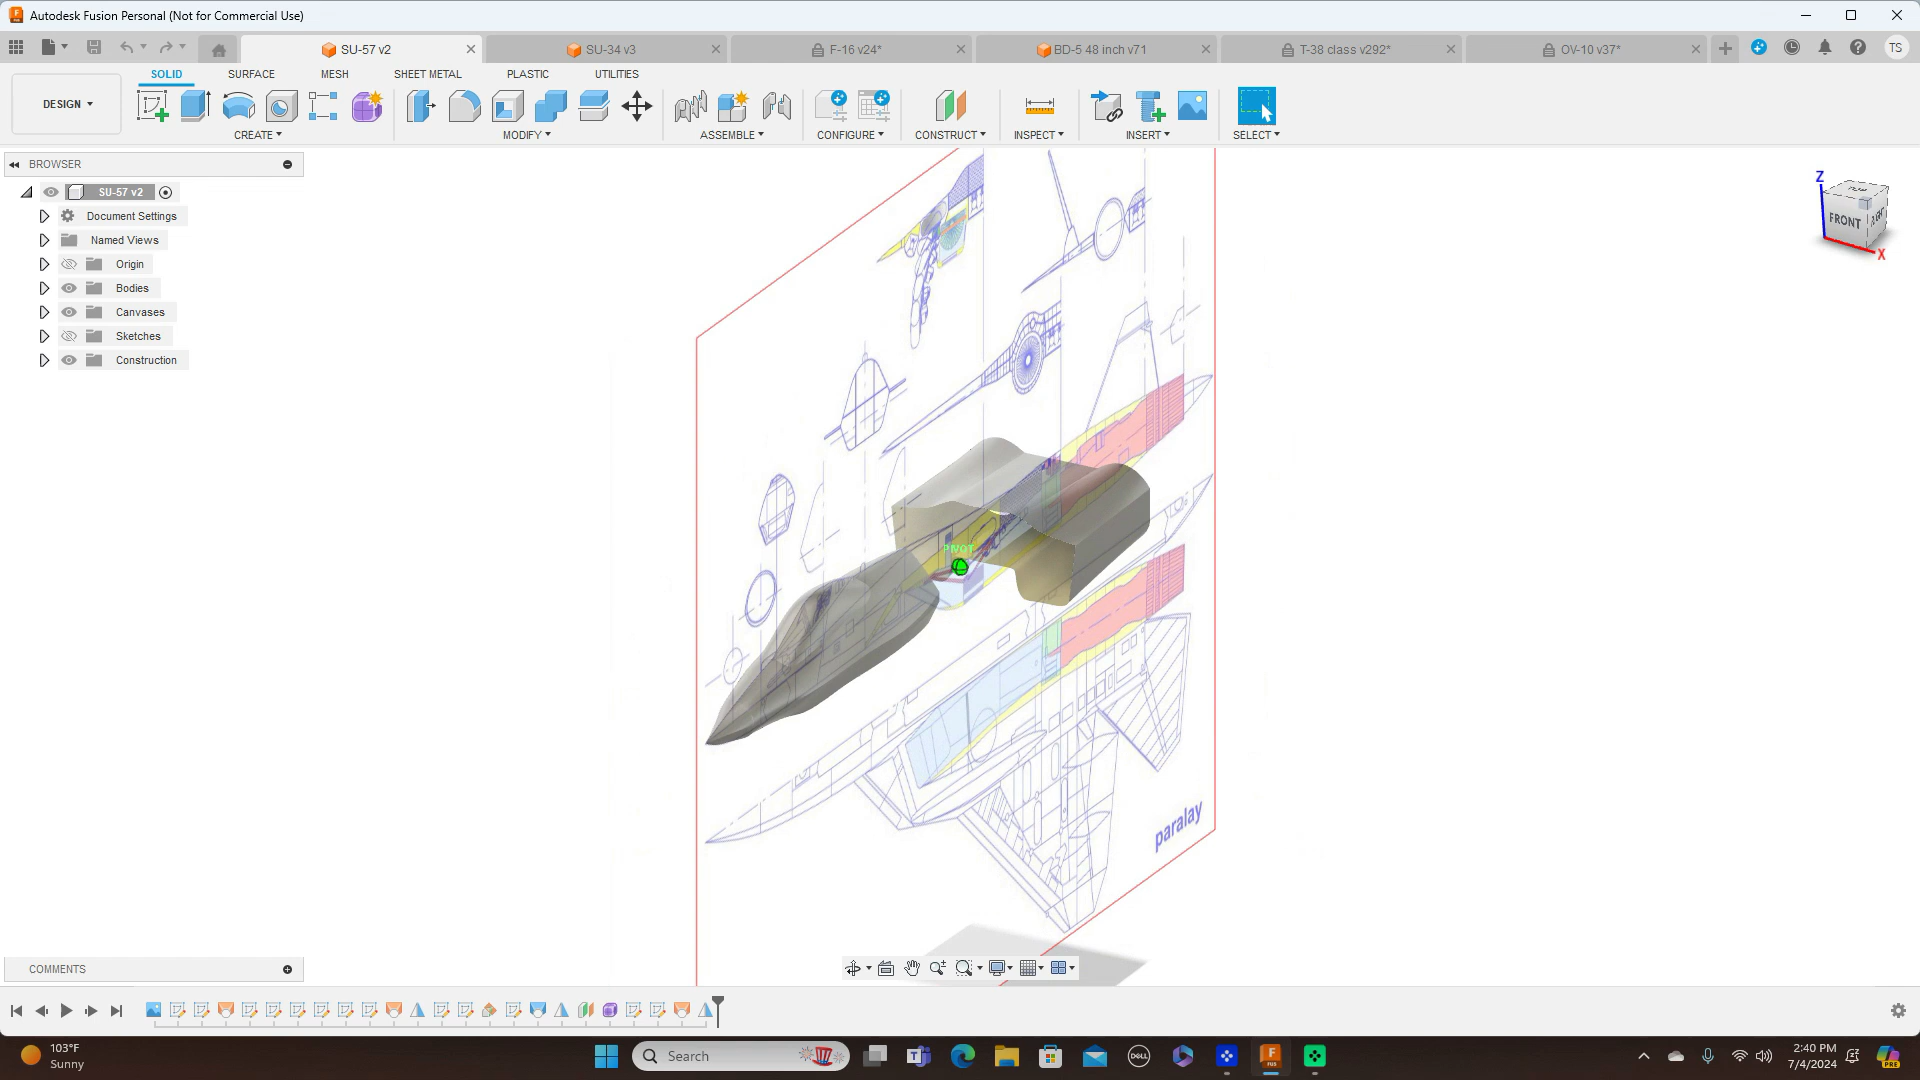 Autodesk Fusion Personal (Not for Commercial Use)
SU-57 v2
SU-34 v3
F-16 v24*
BD-5 48 inch v71
T-38 class v292*
OV-10 v37*
TS
DESIGN
SOLID
SURFACE
MESH
SHEET METAL
PLASTIC
UTILITIES
CREATE
MODIFY
ASSEMBLE
CONFIGURE
CONSTRUCT
INSPECT
INSERT
SELECT
BROWSER
SU-57 v2
Document Settings
Named Views
Origin
Bodies
Canvases
Sketches
Construction
Z
FRONT
X
PIVOT
paralay
COMMENTS
103°F
Sunny
Search
DELL
FUS
2:40 PM
7/4/2024
PRE